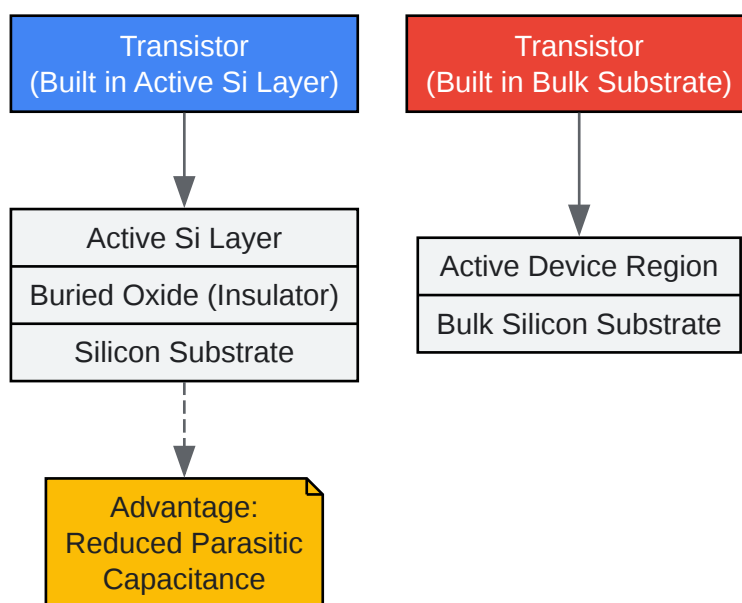 Transistor
(Built in Active Si Layer)
Active Si Layer
Buried Oxide (Insulator)
Silicon Substrate
Advantage:
Reduced Parasitic
Capacitance
Transistor
(Built in Bulk Substrate)
Active Device Region
Bulk Silicon Substrate